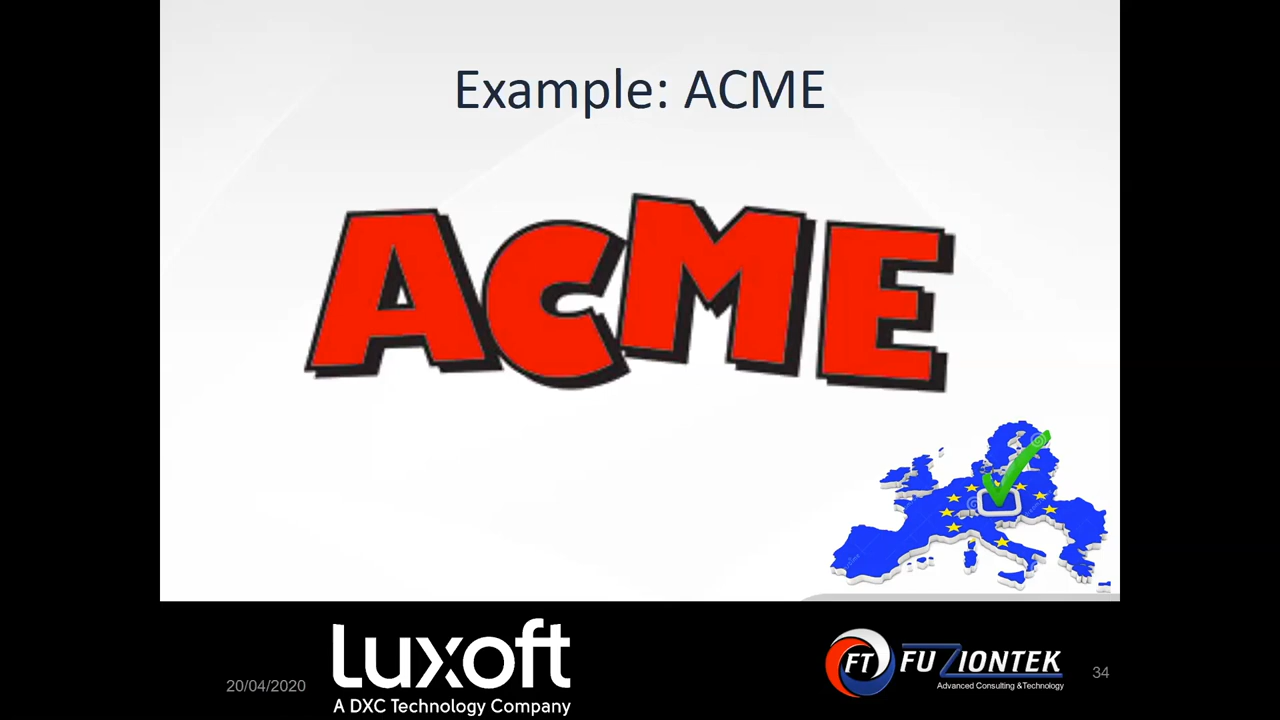 Example: ACME
ACME
20/04/2020
Luxoft
A DXC Technology Company
FT
FUZIONTEK
Advanced Consulting &Technology
34